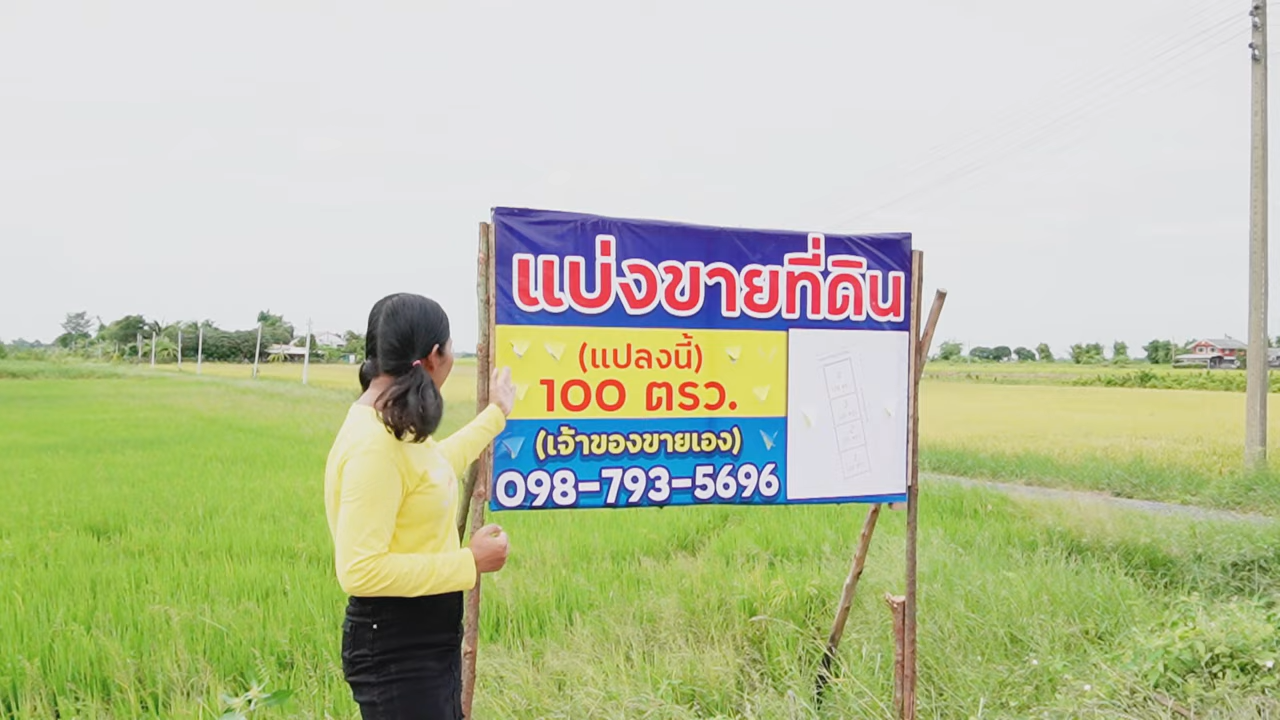 แบ่งขายที่ดิน
(แปลงนี้)
100 ตรว.
(เจ้าของขายเอง)
098-793-5696